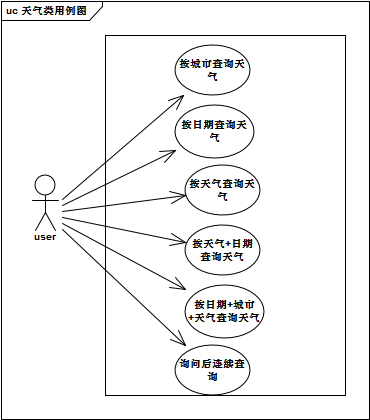 uc 天气类用例图
按城市查询天
气
按日期查询天
气
按天气查询天
气
按天气+日期
查询天气
按日期+城市
+天气查询天气
询问后连续查
询
user